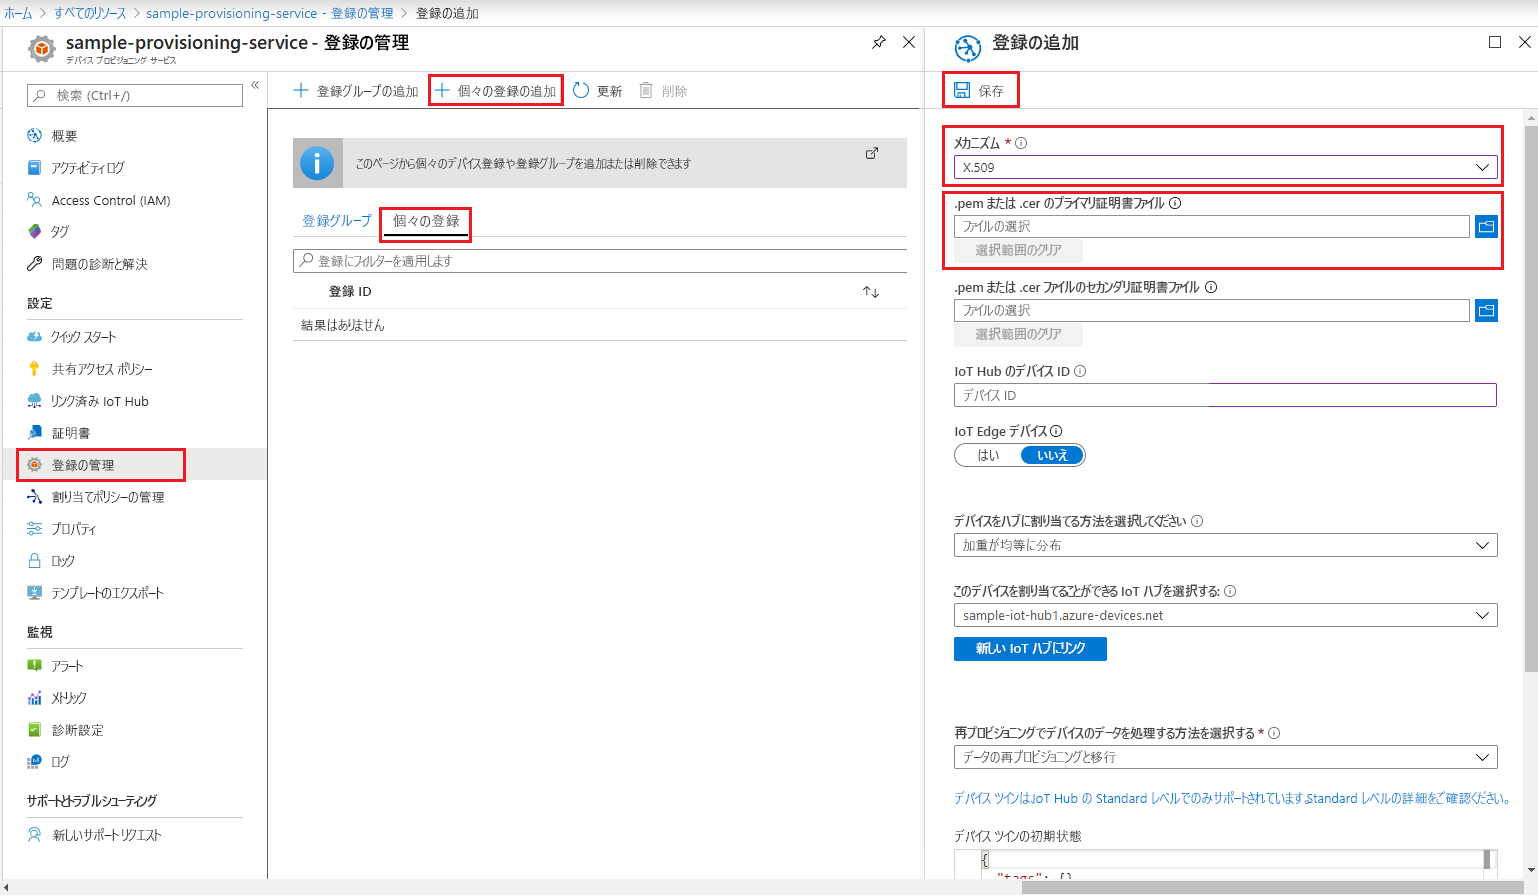 ホーム > すべてのリソース > sample-provisioning-service - 登録の管理 > 登録の追加
sample-provisioning-service - 登録の管理
デバイス プロビジョニング サービス
検索 (Ctrl+/)
概要
アクティビティ ログ
Access Control (IAM)
タグ
問題の診断と解決
設定
クイック スタート
共有アクセス ポリシー
リンク済み IoT Hub
証明書
登録の管理
割り当てポリシーの管理
プロパティ
ロック
テンプレートのエクスポート
監視
アラート
メトリック
診断設定
ログ
サポートとトラブルシューティング
新しいサポート リクエスト
登録グループの追加
個々の登録の追加
更新
削除
このページから個々のデバイス登録や登録グループを追加または削除できます
登録グループ
個々の登録
登録にフィルターを適用します
登録 ID
結果はありません
登録の追加
保存
メカニズム *
X.509
.pem または .cer のプライマリ証明書ファイル
ファイルの選択
選択範囲のクリア
.pem または .cer ファイルのセカンダリ証明書ファイル
ファイルの選択
選択範囲のクリア
IoT Hub のデバイス ID
デバイス ID
IoT Edge デバイス
はい いいえ
デバイスをハブに割り当てる方法を選択してください
加重が均等に分布
このデバイスを割り当てることができる IoT ハブを選択する:
sample-iot-hub1.azure-devices.net
新しい IoT ハブにリンク
再プロビジョニングでデバイスのデータを処理する方法を選択する *
データの再プロビジョニングと移行
デバイス ツインは、IoT Hub の Standard レベルでのみサポートされています。Standard レベルの詳細をご確認ください。
デバイス ツインの初期状態
{
"tags": {},